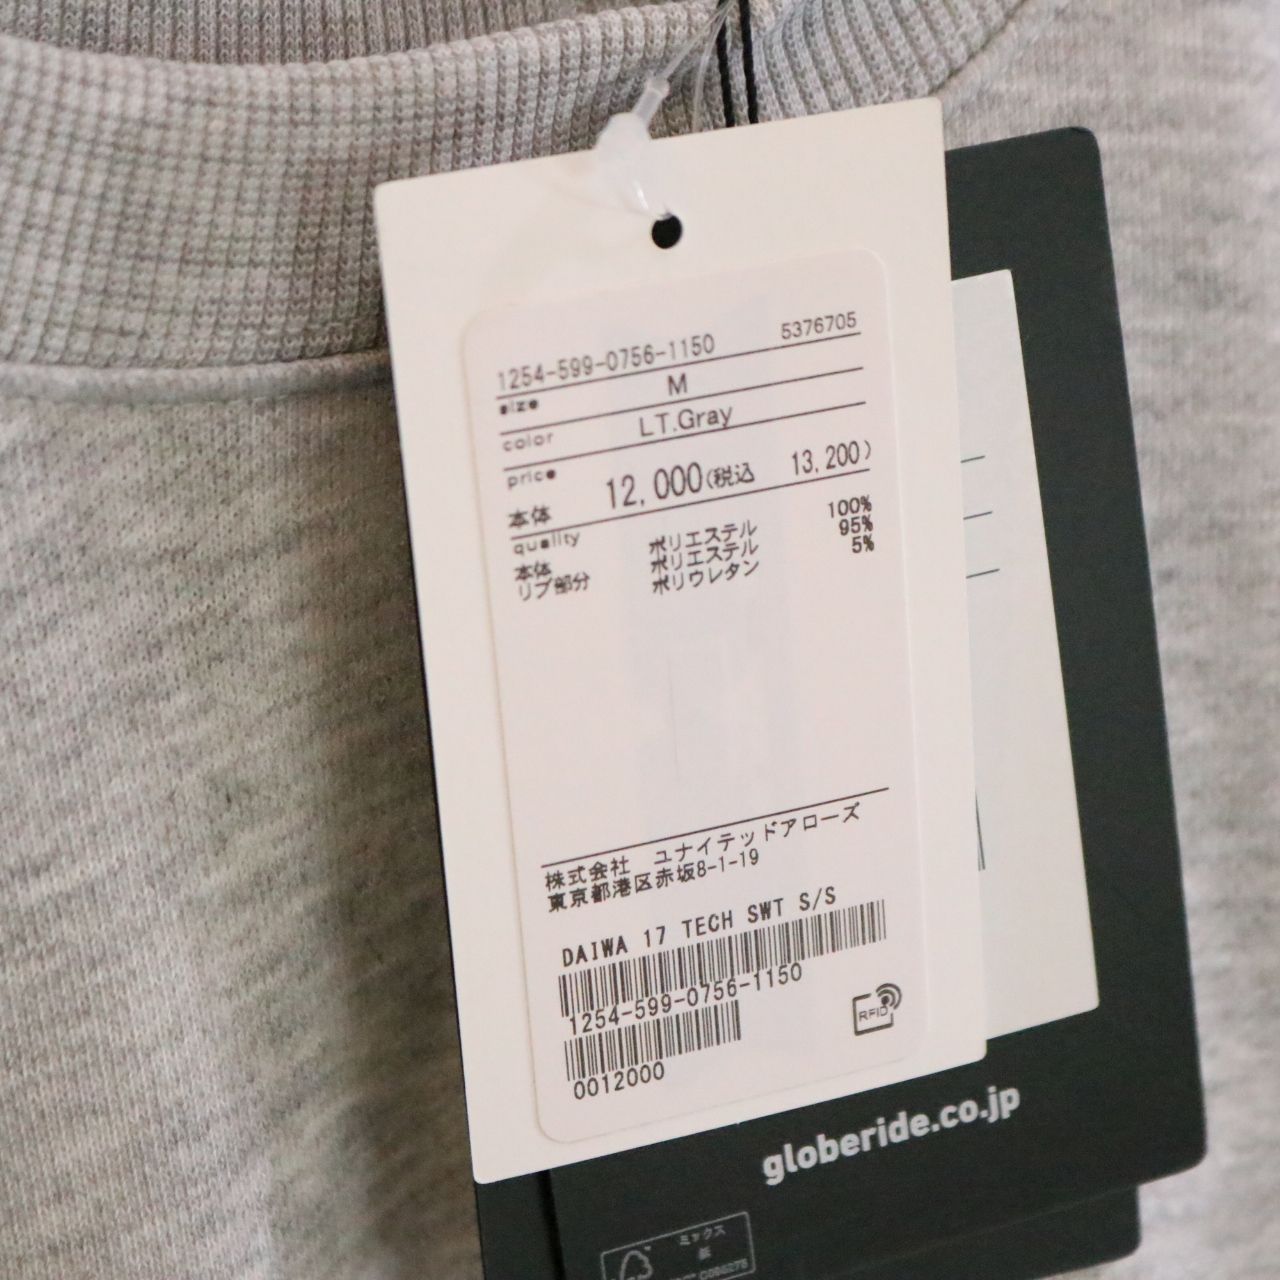 1254-599-0756-1150 5376705
size M
color LT.Gray
price
本体 12,000(税込 13,200)
quality
本体 ポリエステル 100%
リブ部分 ポリエステル 95%
ポリウレタン 5%
株式会社 ユナイテッドアローズ
東京都港区赤坂8-1-19
DAIWA 17 TECH SWT S/S
1254-599-0756-1150
RFID
0012000
globeride.co.jp
ミックス
紙